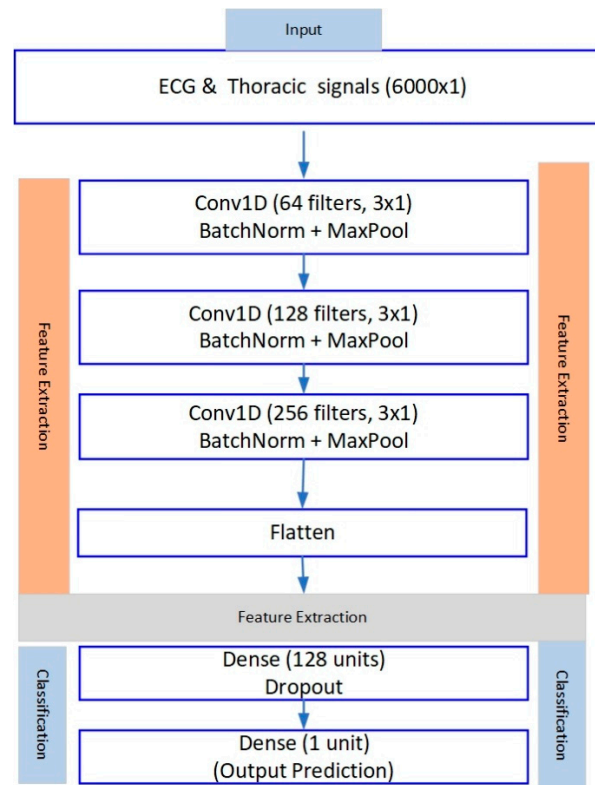 Input
ECG & Thoracic signals (6000x1)
Feature Extraction
Feature Extraction
Conv1D (64 filters, 3x1)
BatchNorm + MaxPool
Conv1D (128 filters, 3x1)
BatchNorm + MaxPool
Conv1D (256 filters, 3x1)
BatchNorm + MaxPool
Flatten
Feature Extraction
Classification
Classification
Dense (128 units)
Dropout
Dense (1 unit)
(Output Prediction)